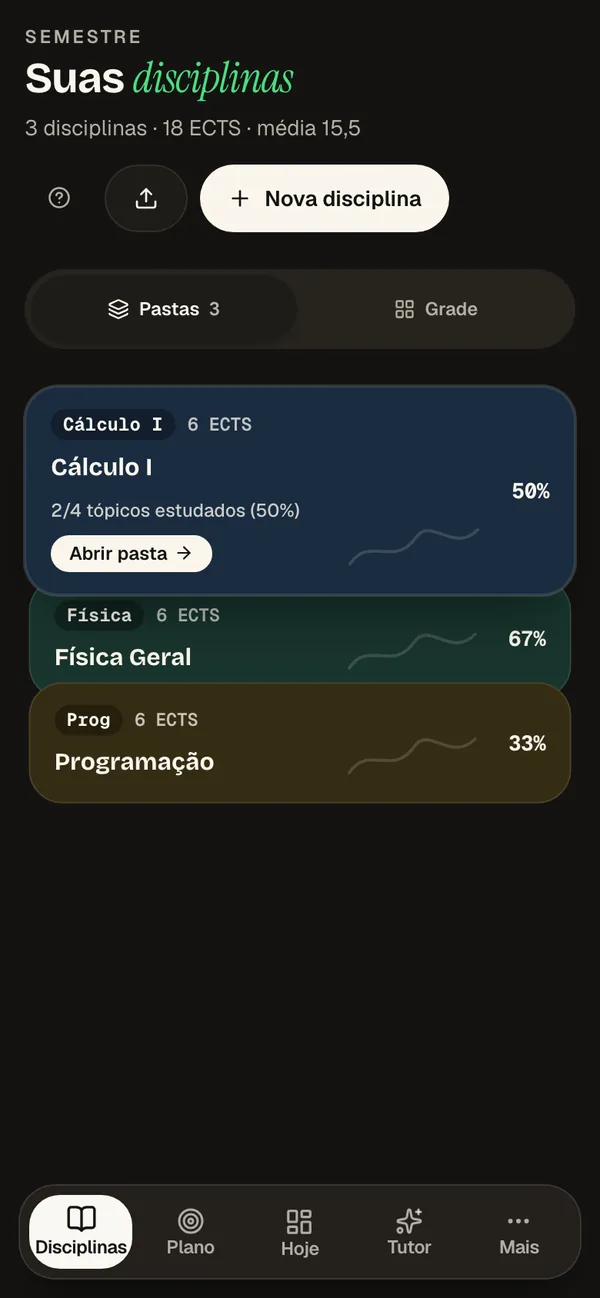 SEMESTRE
Suas disciplinas
3 disciplinas · 18 ECTS · média 15,5
Nova disciplina
Pastas 3
Grade
Cálculo I 6 ECTS
Cálculo I
50%
2/4 tópicos estudados (50%)
Abrir pasta →
Física 6 ECTS
67%
Física Geral
Prog 6 ECTS
33%
Programação
Disciplinas
Plano
Hoje
Tutor
Mais